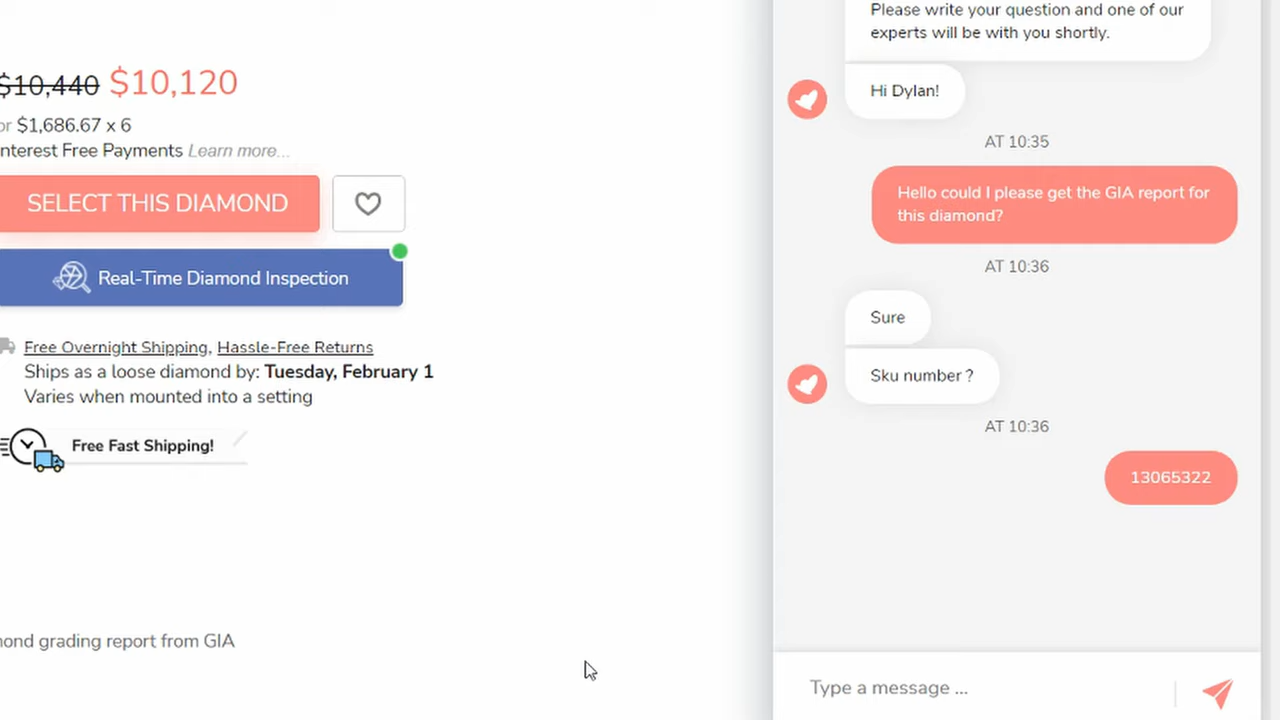 $10,440 $10,120
or $1,686.67 x 6
nterest Free Payments Learn more...
SELECT THIS DIAMOND
Real-Time Diamond Inspection
Free Overnight Shipping, Hassle-Free Returns
Ships as a loose diamond by: Tuesday, February 1
Varies when mounted into a setting
Free Fast Shipping!
mond grading report from GIA
Please write your question and one of our
experts will be with you shortly.
Hi Dylan!
AT 10:35
Hello could I please get the GIA report for
this diamond?
AT 10:36
Sure
Sku number ?
AT 10:36
13065322
Type a message ...